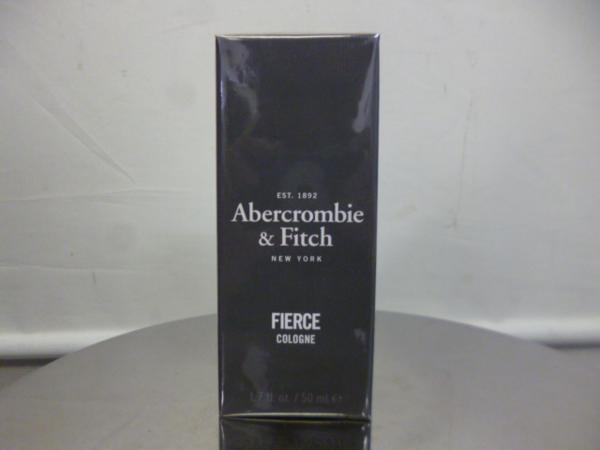 EST. 1892
Abercrombie
& Fitch
NEW YORK
FIERCE
COLOGNE
1.7 fl. oz. / 50 ml ℮